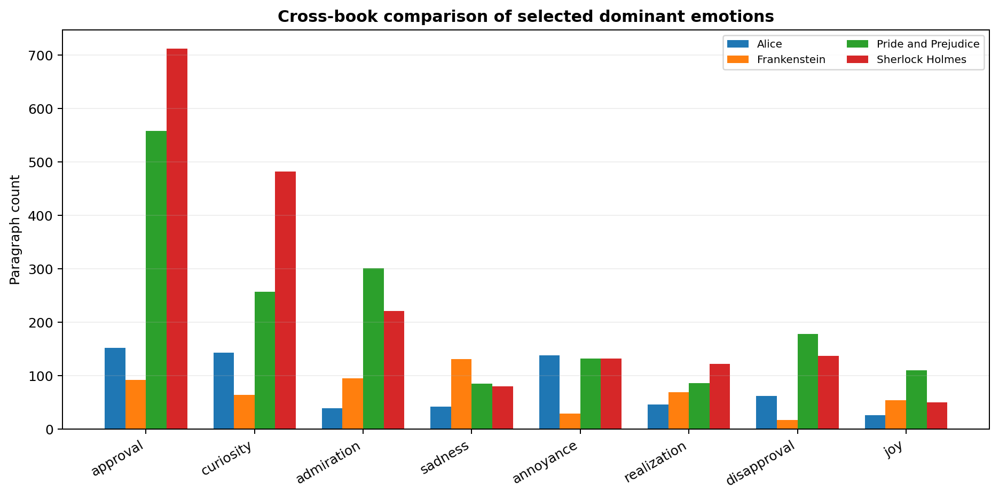 Cross-book comparison of selected dominant emotions
Alice
Frankenstein
Pride and Prejudice
Sherlock Holmes
Paragraph count
700
600
500
400
300
200
100
0
approval
curiosity
admiration
sadness
annoyance
realization
disapproval
joy